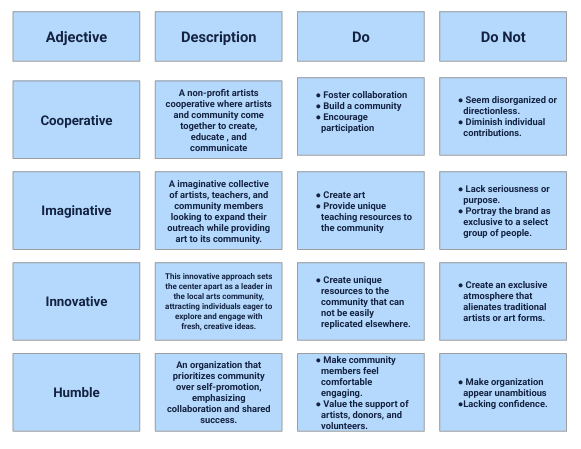 Adjective
Description
Do
Do Not
Cooperative
A non-profit artists
cooperative where artists
and community come
together to create,
educate , and
communicate
● Foster collaboration
● Build a community
● Encourage
participation
● Seem disorganized or
directionless.
● Diminish individual
contributions.
Imaginative
A imaginative collective
of artists, teachers, and
community members
looking to expand their
outreach while providing
art to its community.
● Create art
● Provide unique
teaching resources to
the community
● Lack seriousness or
purpose.
● Portray the brand as
exclusive to a select
group of people.
Innovative
This innovative approach sets
the center apart as a leader in
the local arts community,
attracting individuals eager to
explore and engage with
fresh, creative ideas.
● Create unique
resources to the
community that can
not be easily
replicated elsewhere.
● Create an exclusive
atmosphere that
alienates traditional
artists or art forms.
Humble
An organization that
prioritizes community
over self-promotion,
emphasizing
collaboration and shared
success.
● Make community
members feel
comfortable
engaging.
● Value the support of
artists, donors, and
volunteers.
● Make organization
appear unambitious
●Lacking confidence.